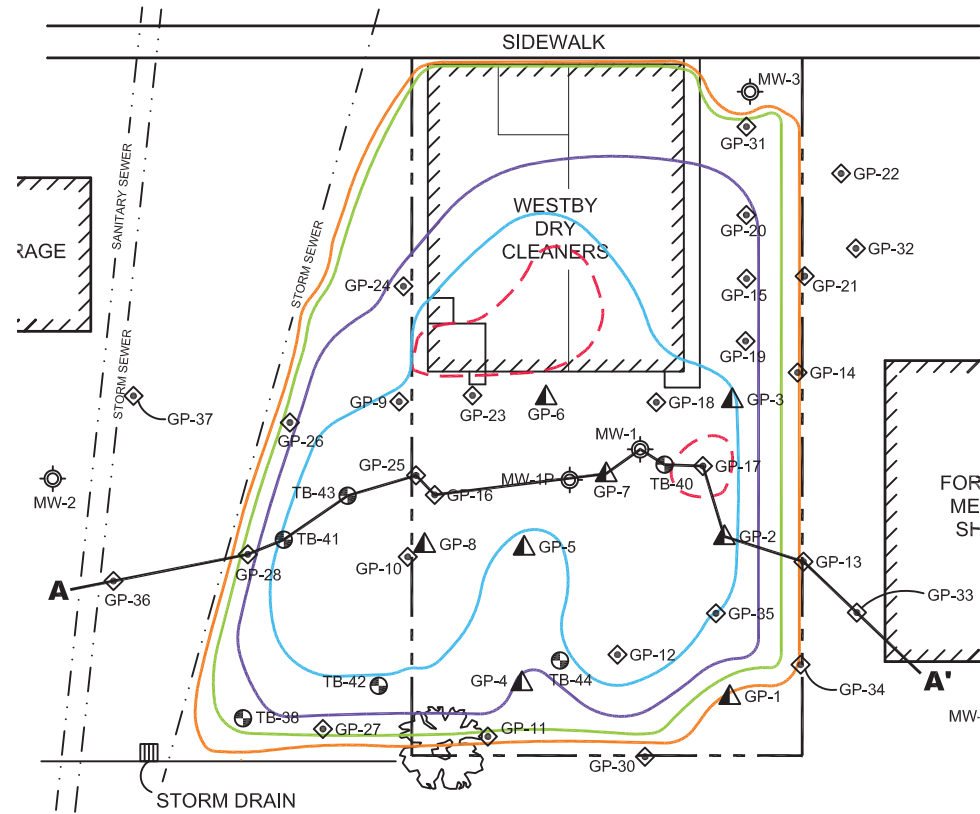 SIDEWALK
MW-3
GP-31
GP-22
SANITARY SEWER
WESTBY
DRY
CLEANERS
GP-20
RAGE
STORM SEWER
GP-32
GP-24
GP-15
GP-21
GP-19
STORM SEWER
GP-14
GP-37
GP-9
GP-23
GP-6
GP-18
GP-3
GP-26
MW-1
GP-25
GP-17
MW-2
TB-43
GP-16
MW-1P
GP-7
TB-40
FOR
ME
SH
TB-41
GP-8
GP-5
GP-2
GP-28
GP-10
GP-13
A
GP-36
GP-33
GP-35
GP-12
TB-42
GP-4
TB-44
GP-34
A'
GP-1
TB-38
GP-27
GP-11
MW-
GP-30
STORM DRAIN